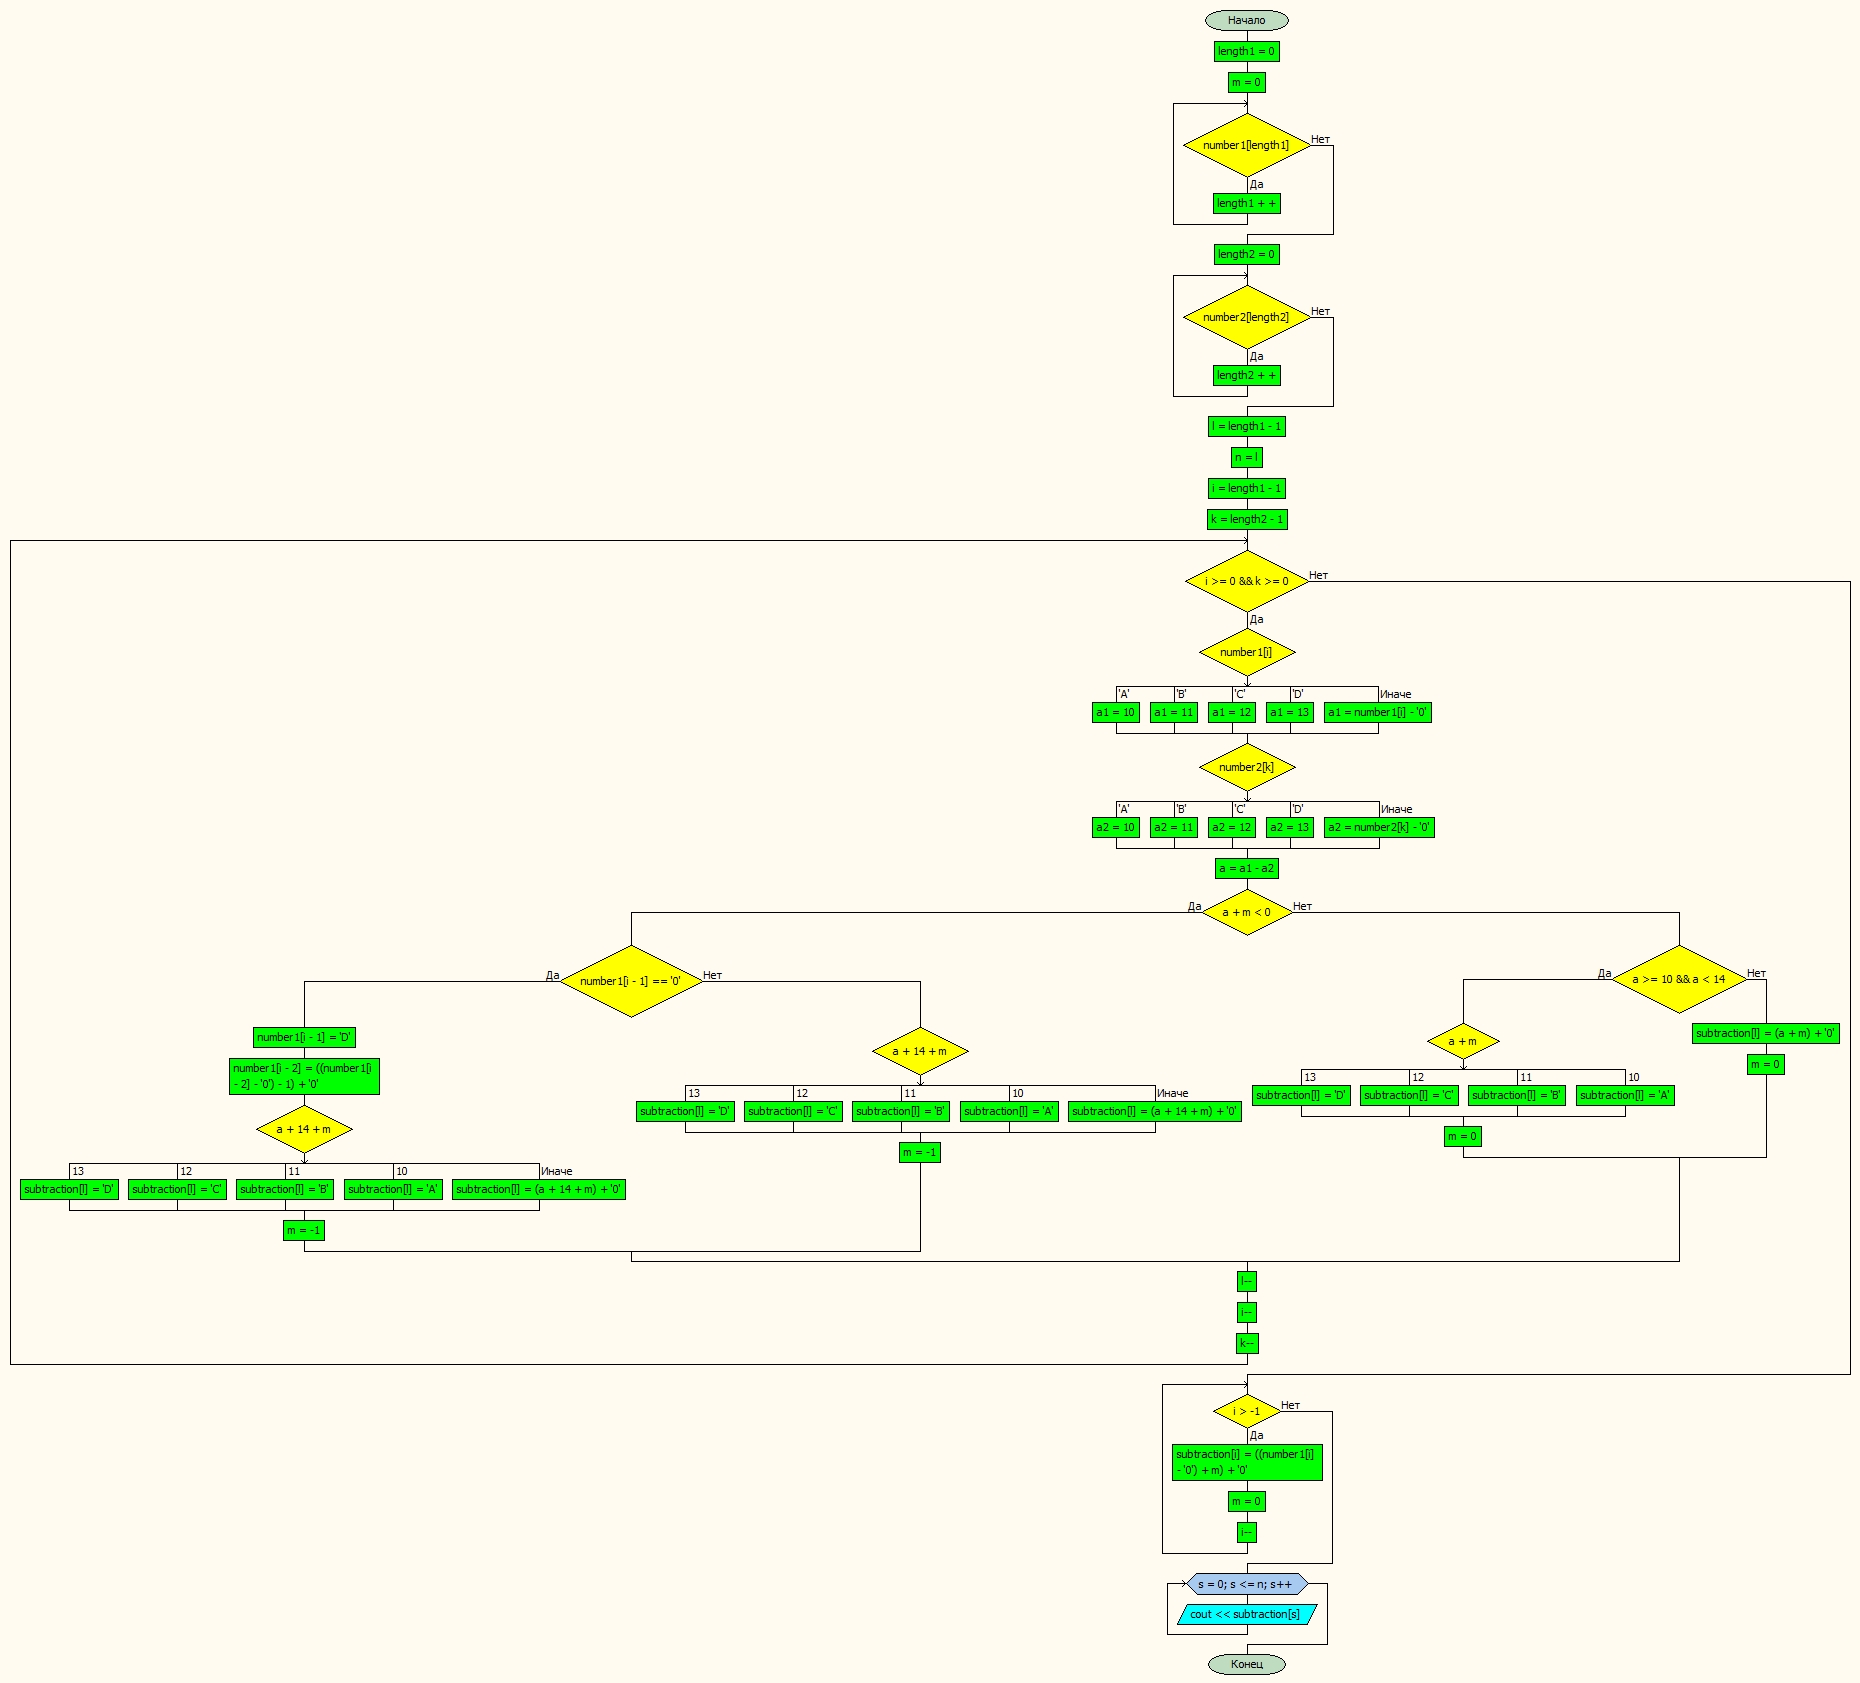 Начало
length1 = 0
m = 0
number1[length1]
Нет
Да
length1 + +
length2 = 0
number2[length2]
Нет
Да
length2 + +
l = length1 - 1
n = l
i = length1 - 1
k = length2 - 1
i >= 0 && k >= 0
Нет
Да
number1[i]
'A' 'B' 'C' 'D' Иначе
a1 = 10 a1 = 11 a1 = 12 a1 = 13 a1 = number1[i] - '0'
number2[k]
'A' 'B' 'C' 'D' Иначе
a2 = 10 a2 = 11 a2 = 12 a2 = 13 a2 = number2[k] - '0'
a = a1 - a2
Да a + m < 0 Нет
Да number1[i - 1] == '0' Нет
number1[i - 1] = 'D'
number1[i - 2] = ((number1[i
- 2] - '0') - 1) + '0'
a + 14 + m
13 12 11 10 Иначе
subtraction[l] = 'D' subtraction[l] = 'C' subtraction[l] = 'B' subtraction[l] = 'A' subtraction[l] = (a + 14 + m) + '0'
m = -1
a + 14 + m
13 12 11 10 Иначе
subtraction[l] = 'D' subtraction[l] = 'C' subtraction[l] = 'B' subtraction[l] = 'A' subtraction[l] = (a + 14 + m) + '0'
m = -1
Да a >= 10 && a < 14 Нет
a + m
13 12 11 10
subtraction[l] = 'D' subtraction[l] = 'C' subtraction[l] = 'B' subtraction[l] = 'A'
m = 0
subtraction[l] = (a + m) + '0'
m = 0
l--
i--
k--
i > -1
Нет
Да
subtraction[i] = ((number1[i]
- '0') + m) + '0'
m = 0
i--
s = 0; s <= n; s++
cout << subtraction[s]
Конец